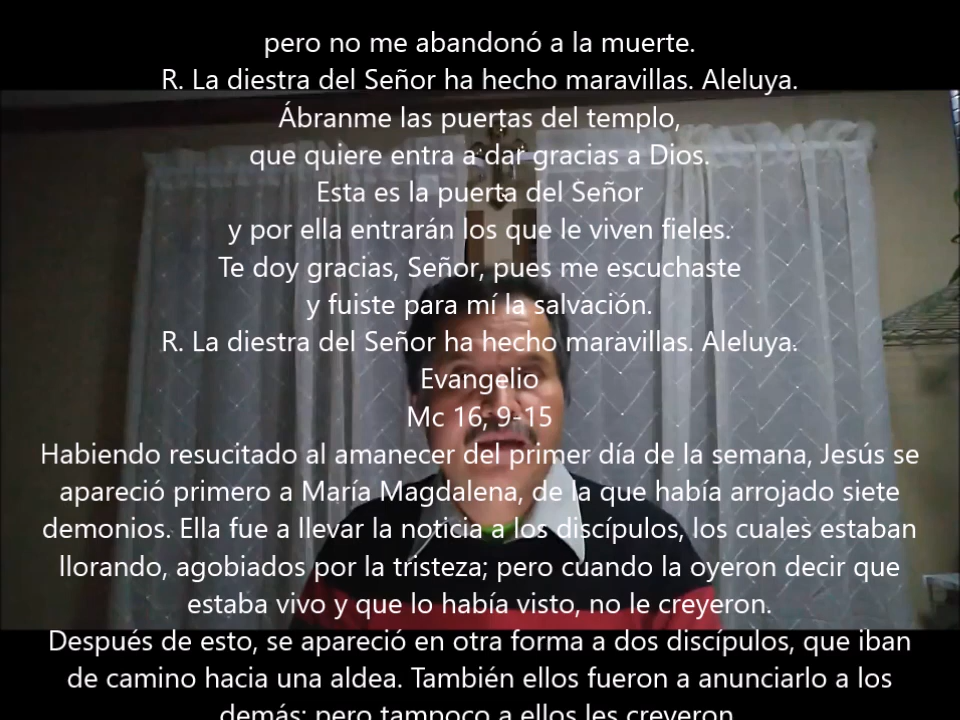 pero no me abandonó a la muerte.
R. La diestra del Señor ha hecho maravillas. Aleluya.
Ábranme las puertas del templo,
que quiere entra a dar gracias a Dios.
Esta es la puerta del Señor
y por ella entrarán los que le viven fieles.
Te doy gracias, Señor, pues me escuchaste
y fuiste para mí la salvación.
R. La diestra del Señor ha hecho maravillas. Aleluya.
Evangelio
Mc 16, 9-15
Habiendo resucitado al amanecer del primer día de la semana, Jesús se
apareció primero a María Magdalena, de la que había arrojado siete
demonios. Ella fue a llevar la noticia a los discípulos, los cuales estaban
llorando, agobiados por la tristeza; pero cuando la oyeron decir que
estaba vivo y que lo había visto, no le creyeron.
Después de esto, se apareció en otra forma a dos discípulos, que iban
de camino hacia una aldea. También ellos fueron a anunciarlo a los
demás; pero tampoco a ellos les creyeron.